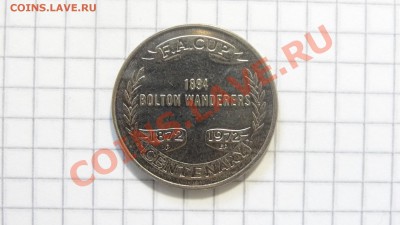 COINS.LAVE.RU
F.A. CUP
1894
BOLTON WANDERERS
1872 1972
CENTENARY
COINS.LAVE.RU